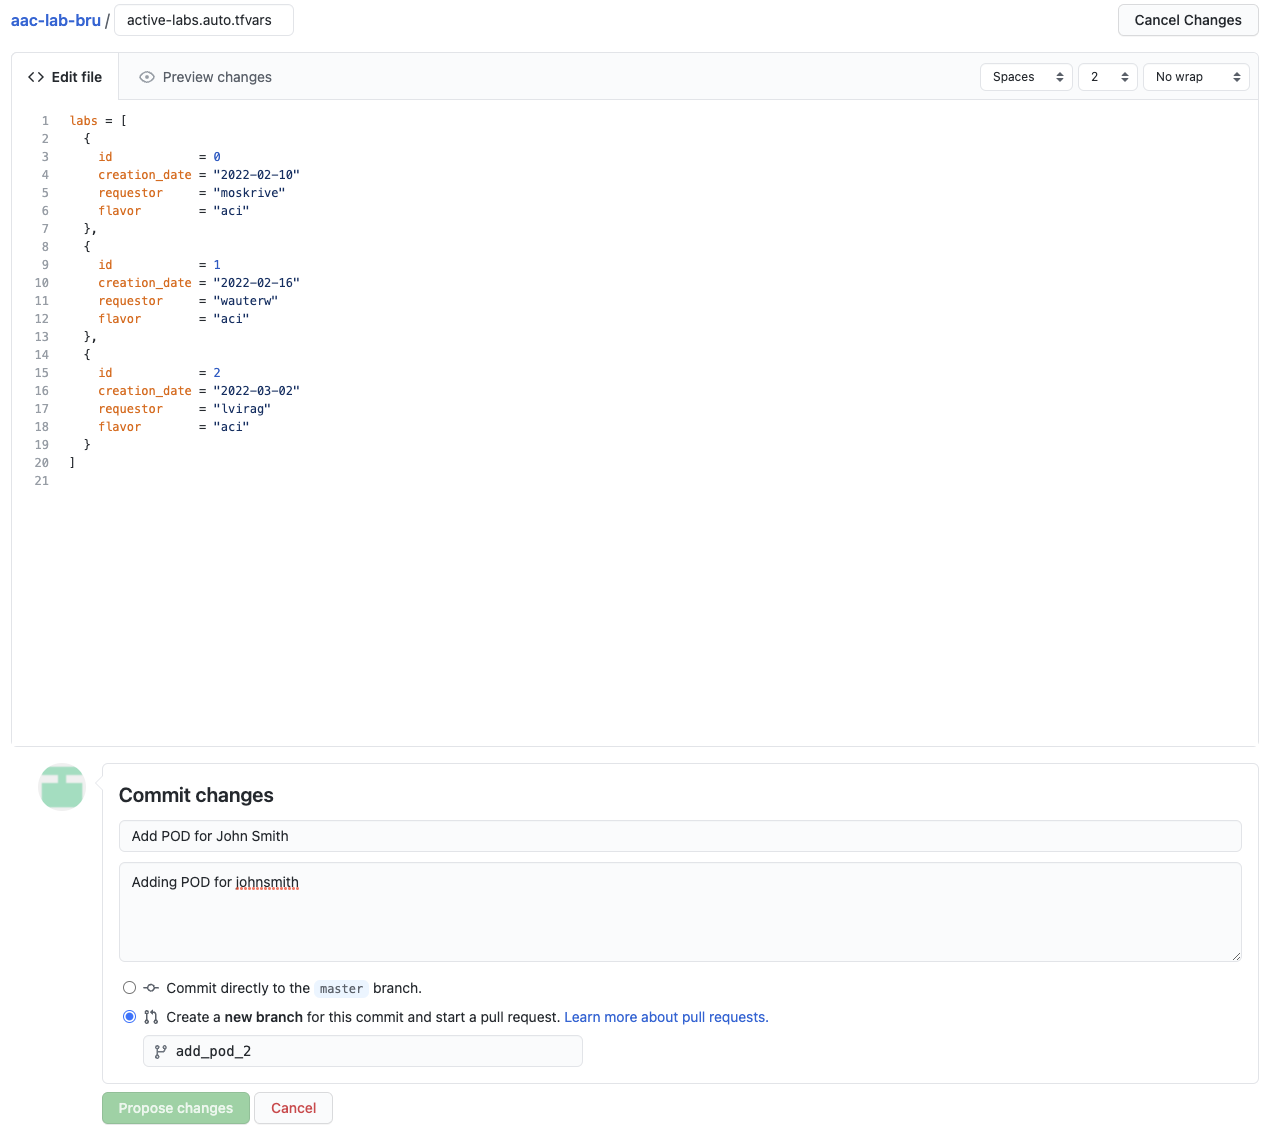 aac-lab-bru / active-labs.auto.tfvars Cancel Changes
<> Edit file Preview changes Spaces 2 No wrap
1 labs = [
2   {
3     id            = 0
4     creation_date = "2022-02-10"
5     requestor     = "moskrive"
6     flavor        = "aci"
7   },
8   {
9     id            = 1
10     creation_date = "2022-02-16"
11     requestor     = "wauterw"
12     flavor        = "aci"
13   },
14   {
15     id            = 2
16     creation_date = "2022-03-02"
17     requestor     = "lvirag"
18     flavor        = "aci"
19   }
20 ]
21
Commit changes
Add POD for John Smith
Adding POD for johnsmith
Commit directly to the master branch.
Create a new branch for this commit and start a pull request. Learn more about pull requests.
add_pod_2
Propose changes Cancel